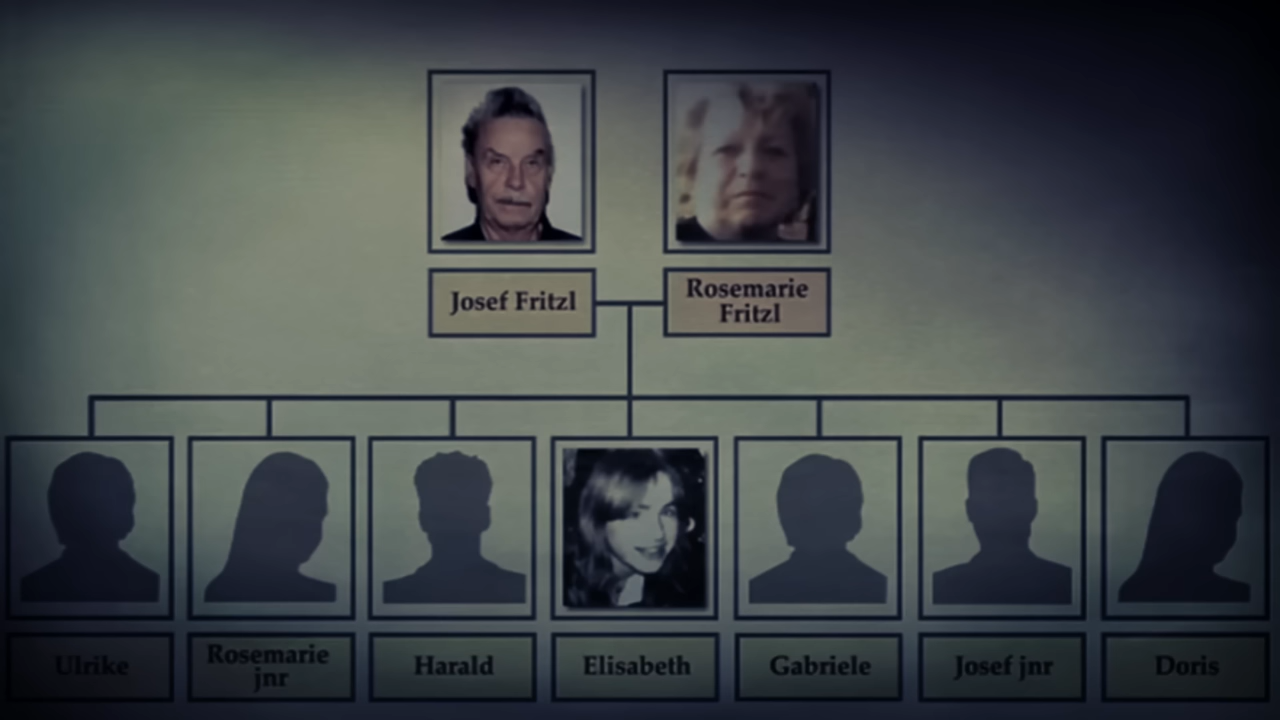 Josef Fritzl
Rosemarie
Fritzl
Ulrike
Rosemarie
jnr
Harald
Elisabeth
Gabriele
Josef jnr
Doris